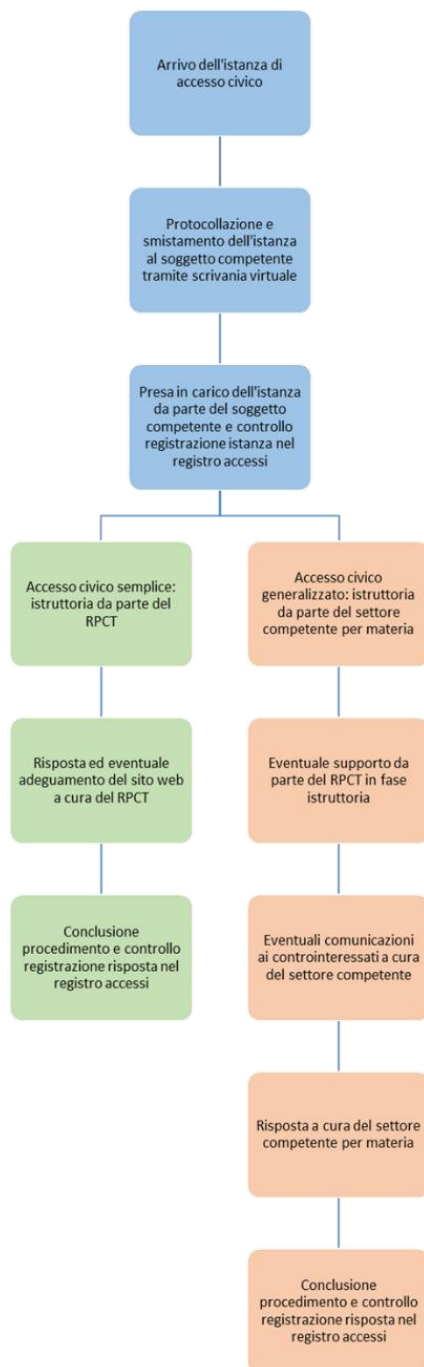 Arrivo dell'istanza di
accesso civico
Protocollazione e
smistamento dell'istanza
al soggetto competente
tramite scrivania virtuale
Presa in carico dell'istanza
da parte del soggetto
competente e controllo
registrazione istanza nel
registro accessi
Accesso civico semplice:
istruttoria da parte del
RPCT
Risposta ed eventuale
adeguamento del sito web
a cura del RPCT
Conclusione
procedimento e controllo
registrazione risposta nel
registro accessi
Accesso civico
generalizzato: istruttoria
da parte del settore
competente per materia
Eventuale supporto da
parte del RPCT in fase
istruttoria
Eventuali comunicazioni
ai controinteressati a cura
del settore competente
Risposta a cura del settore
competente per materia
Conclusione
procedimento e controllo
registrazione risposta nel
registro accessi